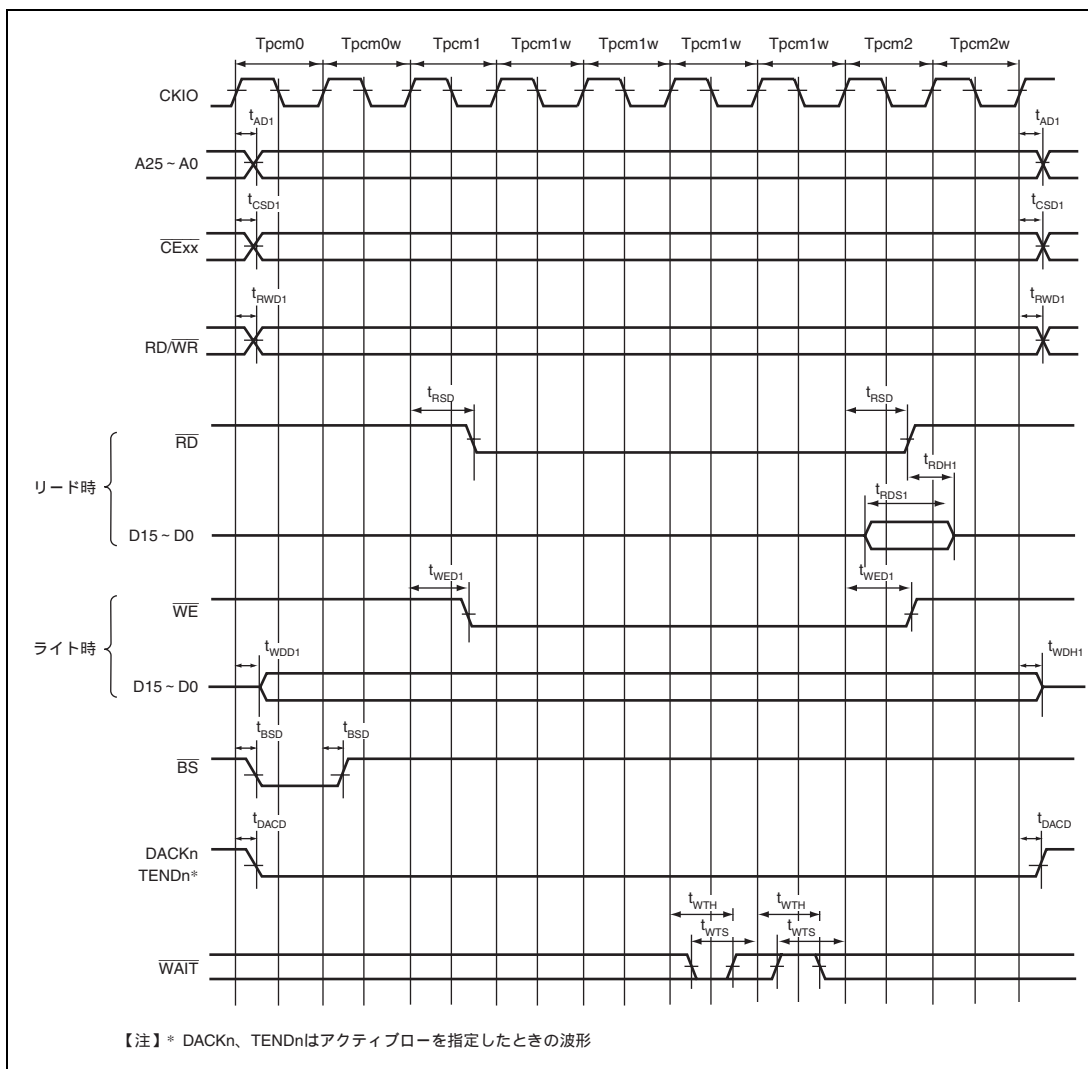 Tpcm0 Tpcm0w Tpcm1 Tpcm1w Tpcm1w Tpcm1w Tpcm1w Tpcm2 Tpcm2w
CKIO
tAD1 tAD1
A25~A0
tCSD1 tCSD1
CExx
tRWD1 tRWD1
RD/WR
tRSD tRSD
RD
tRDH1
リード時
tRDS1
D15~D0
tWED1 tWED1
WE
ライト時
tWDD1 tWDH1
D15~D0
tBSD tBSD
BS
tDACD tDACD
DACKn
TENDn*
tWTH tWTH
tWTS tWTS
WAIT
【注】* DACKn、TENDnはアクティブローを指定したときの波形